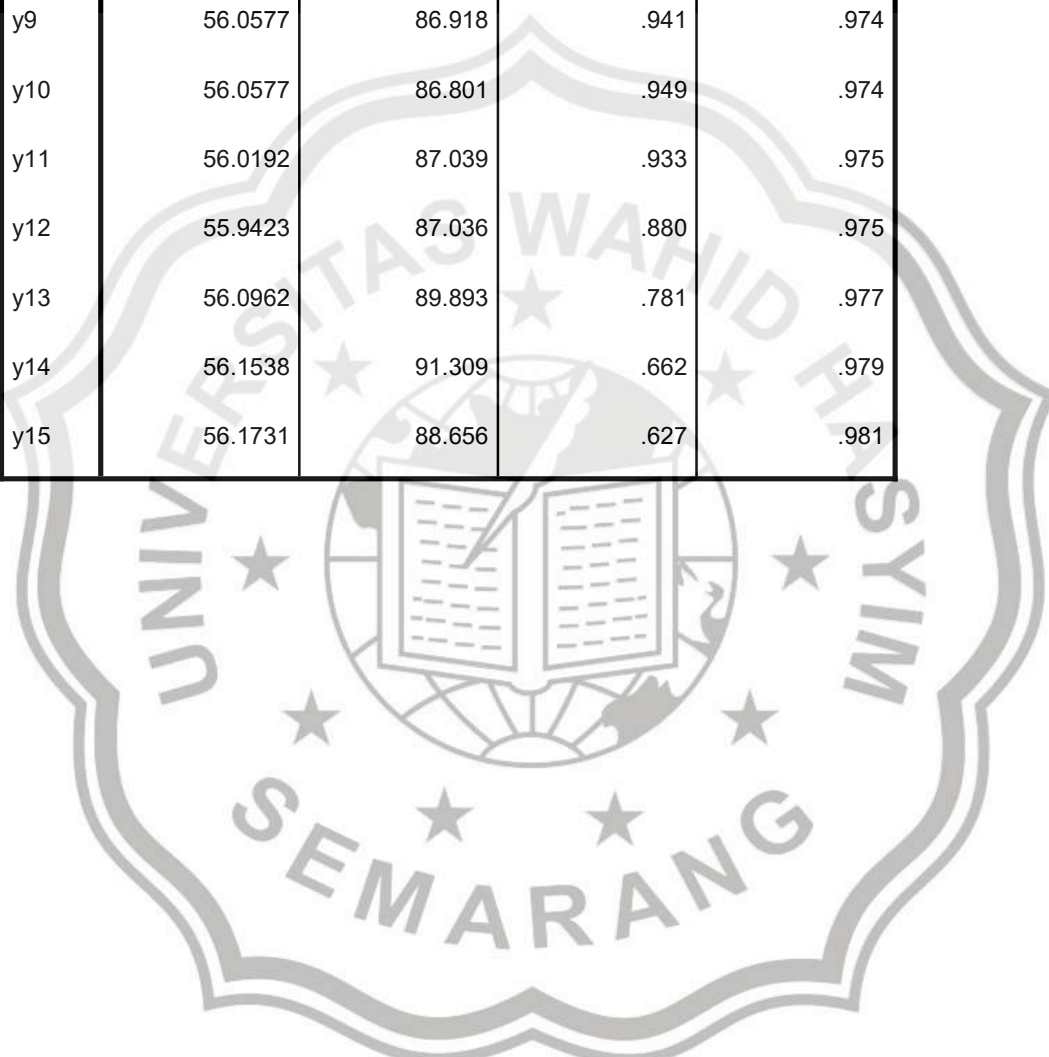 y9 56.0577 86.918 .941 .974
y10 56.0577 86.801 .949 .974
y11 56.0192 87.039 .933 .975
y12 55.9423 87.036 .880 .975
y13 56.0962 89.893 .781 .977
y14 56.1538 91.309 .662 .979
y15 56.1731 88.656 .627 .981
UNIVERSITAS WAHID HASYIM
SEMARANG